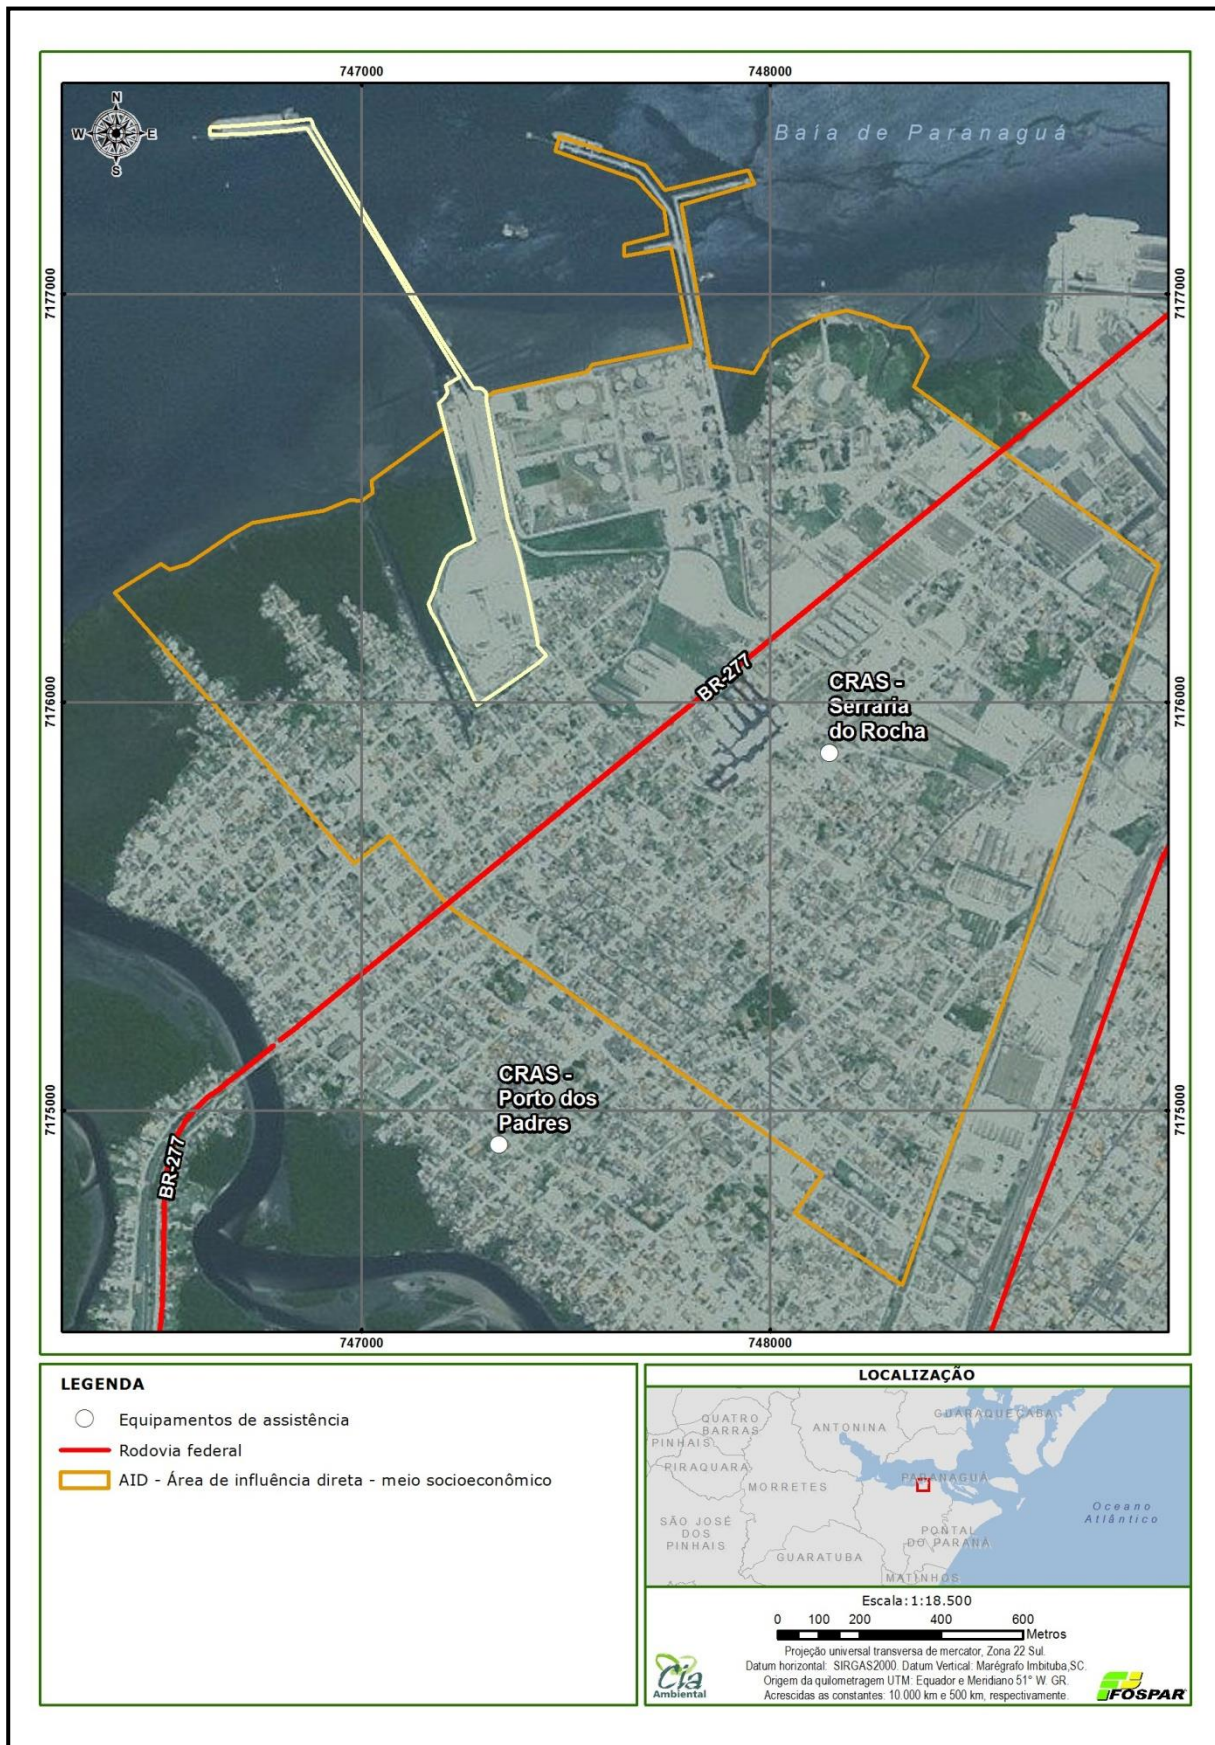 747000
748000
N
W
E
S
Baia de Paranaguá
7177000
7177000
BR-277
CRAS -
Serraria
do Rocha
7176000
7176000
CRAS -
Porto dos
Padres
7175000
7175000
BR-277
747000
748000
LEGENDA
Equipamentos de assistência
Rodovia federal
AID - Área de influência direta - meio socioeconômico
LOCALIZAÇÃO
GUARAQUEÇABA
QUATRO
BARRAS
ANTONINA
PINHAIS
PIRAQUARA
PARANAGUÁ
MORRETES
Oceano
Atlântico
SÃO JOSÉ
DOS
PINHAIS
PONTAL
DO PARANÁ
GUARATUBA
MATINHOS
Escala: 1:18.500
0 100 200 400 600
Metros
Projeção universal transversa de mercator, Zona 22 Sul.
Datum horizontal: SIRGAS2000. Datum Vertical: Marégrafo Imbituba,SC.
Origem da quilometragem UTM: Equador e Meridiano 51° W. GR.
Acrescidas as constantes: 10.000 km e 500 km, respectivamente.
Cia
Ambiental
FOSPAR